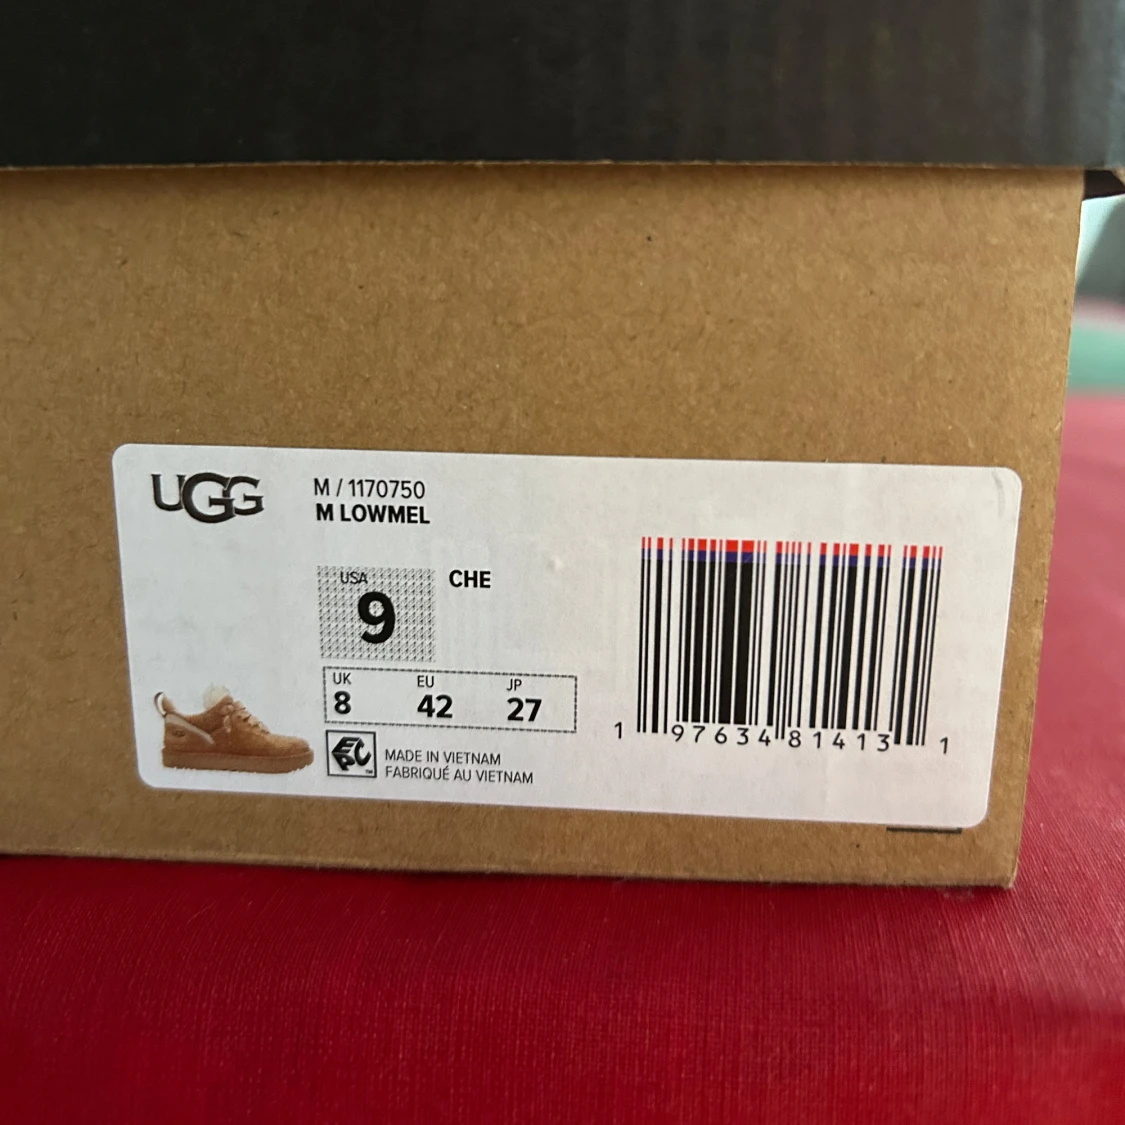 UGG
M / 1170750
M LOWMEL
USA
9
CHE
UK EU JP
8 42 27
EPC™
MADE IN VIETNAM
FABRIQUÉ AU VIETNAM
1 97634 81413 1